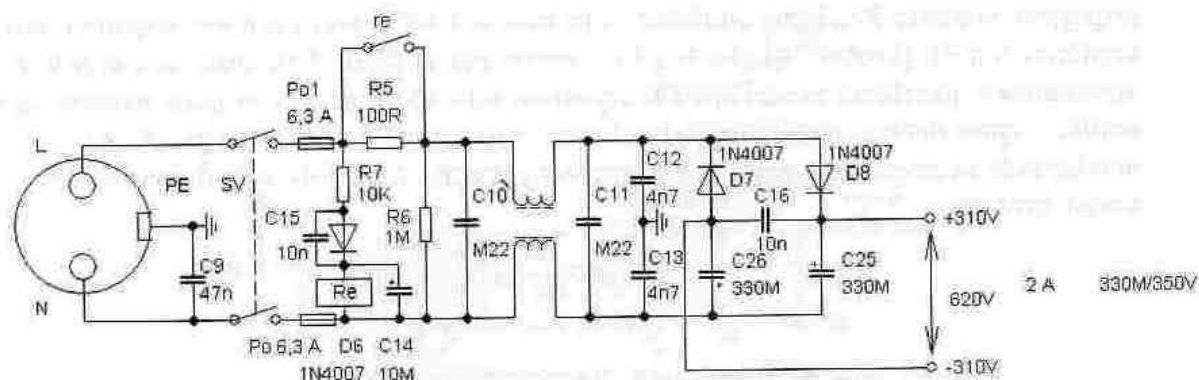 re
Po1
6,3 A
R5
100R
L
PE
SV
R7
10K
C15
10n
R6
1M
C10
M22
C11
M22
C12
4n7
C13
4n7
1N4007
D7
1N4007
D8
C16
10n
C26
330M
C25
330M
+310V
620V
-310V
2 A
330M/350V
N
C9
47n
Re
Po 6,3 A
D6
1N4007
C14
10M